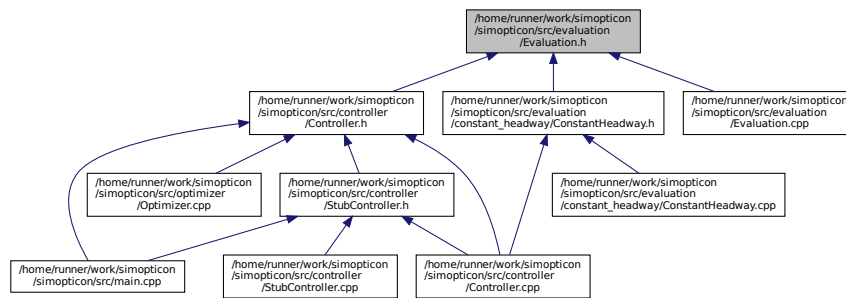 /home/runner/work/simopticon
/simopticon/src/evaluation
/Evaluation.h
/home/runner/work/simopticon
/simopticon/src/controller
/Controller.h
/home/runner/work/simopticon
/simopticon/src/evaluation
/constant_headway/ConstantHeadway.h
/home/runner/work/simopticon
/simopticon/src/evaluation
/Evaluation.cpp
/home/runner/work/simopticon
/simopticon/src/optimizer
/Optimizer.cpp
/home/runner/work/simopticon
/simopticon/src/controller
/StubController.h
/home/runner/work/simopticon
/simopticon/src/evaluation
/constant_headway/ConstantHeadway.cpp
/home/runner/work/simopticon
/simopticon/src/main.cpp
/home/runner/work/simopticon
/simopticon/src/controller
/StubController.cpp
/home/runner/work/simopticon
/simopticon/src/controller
/Controller.cpp